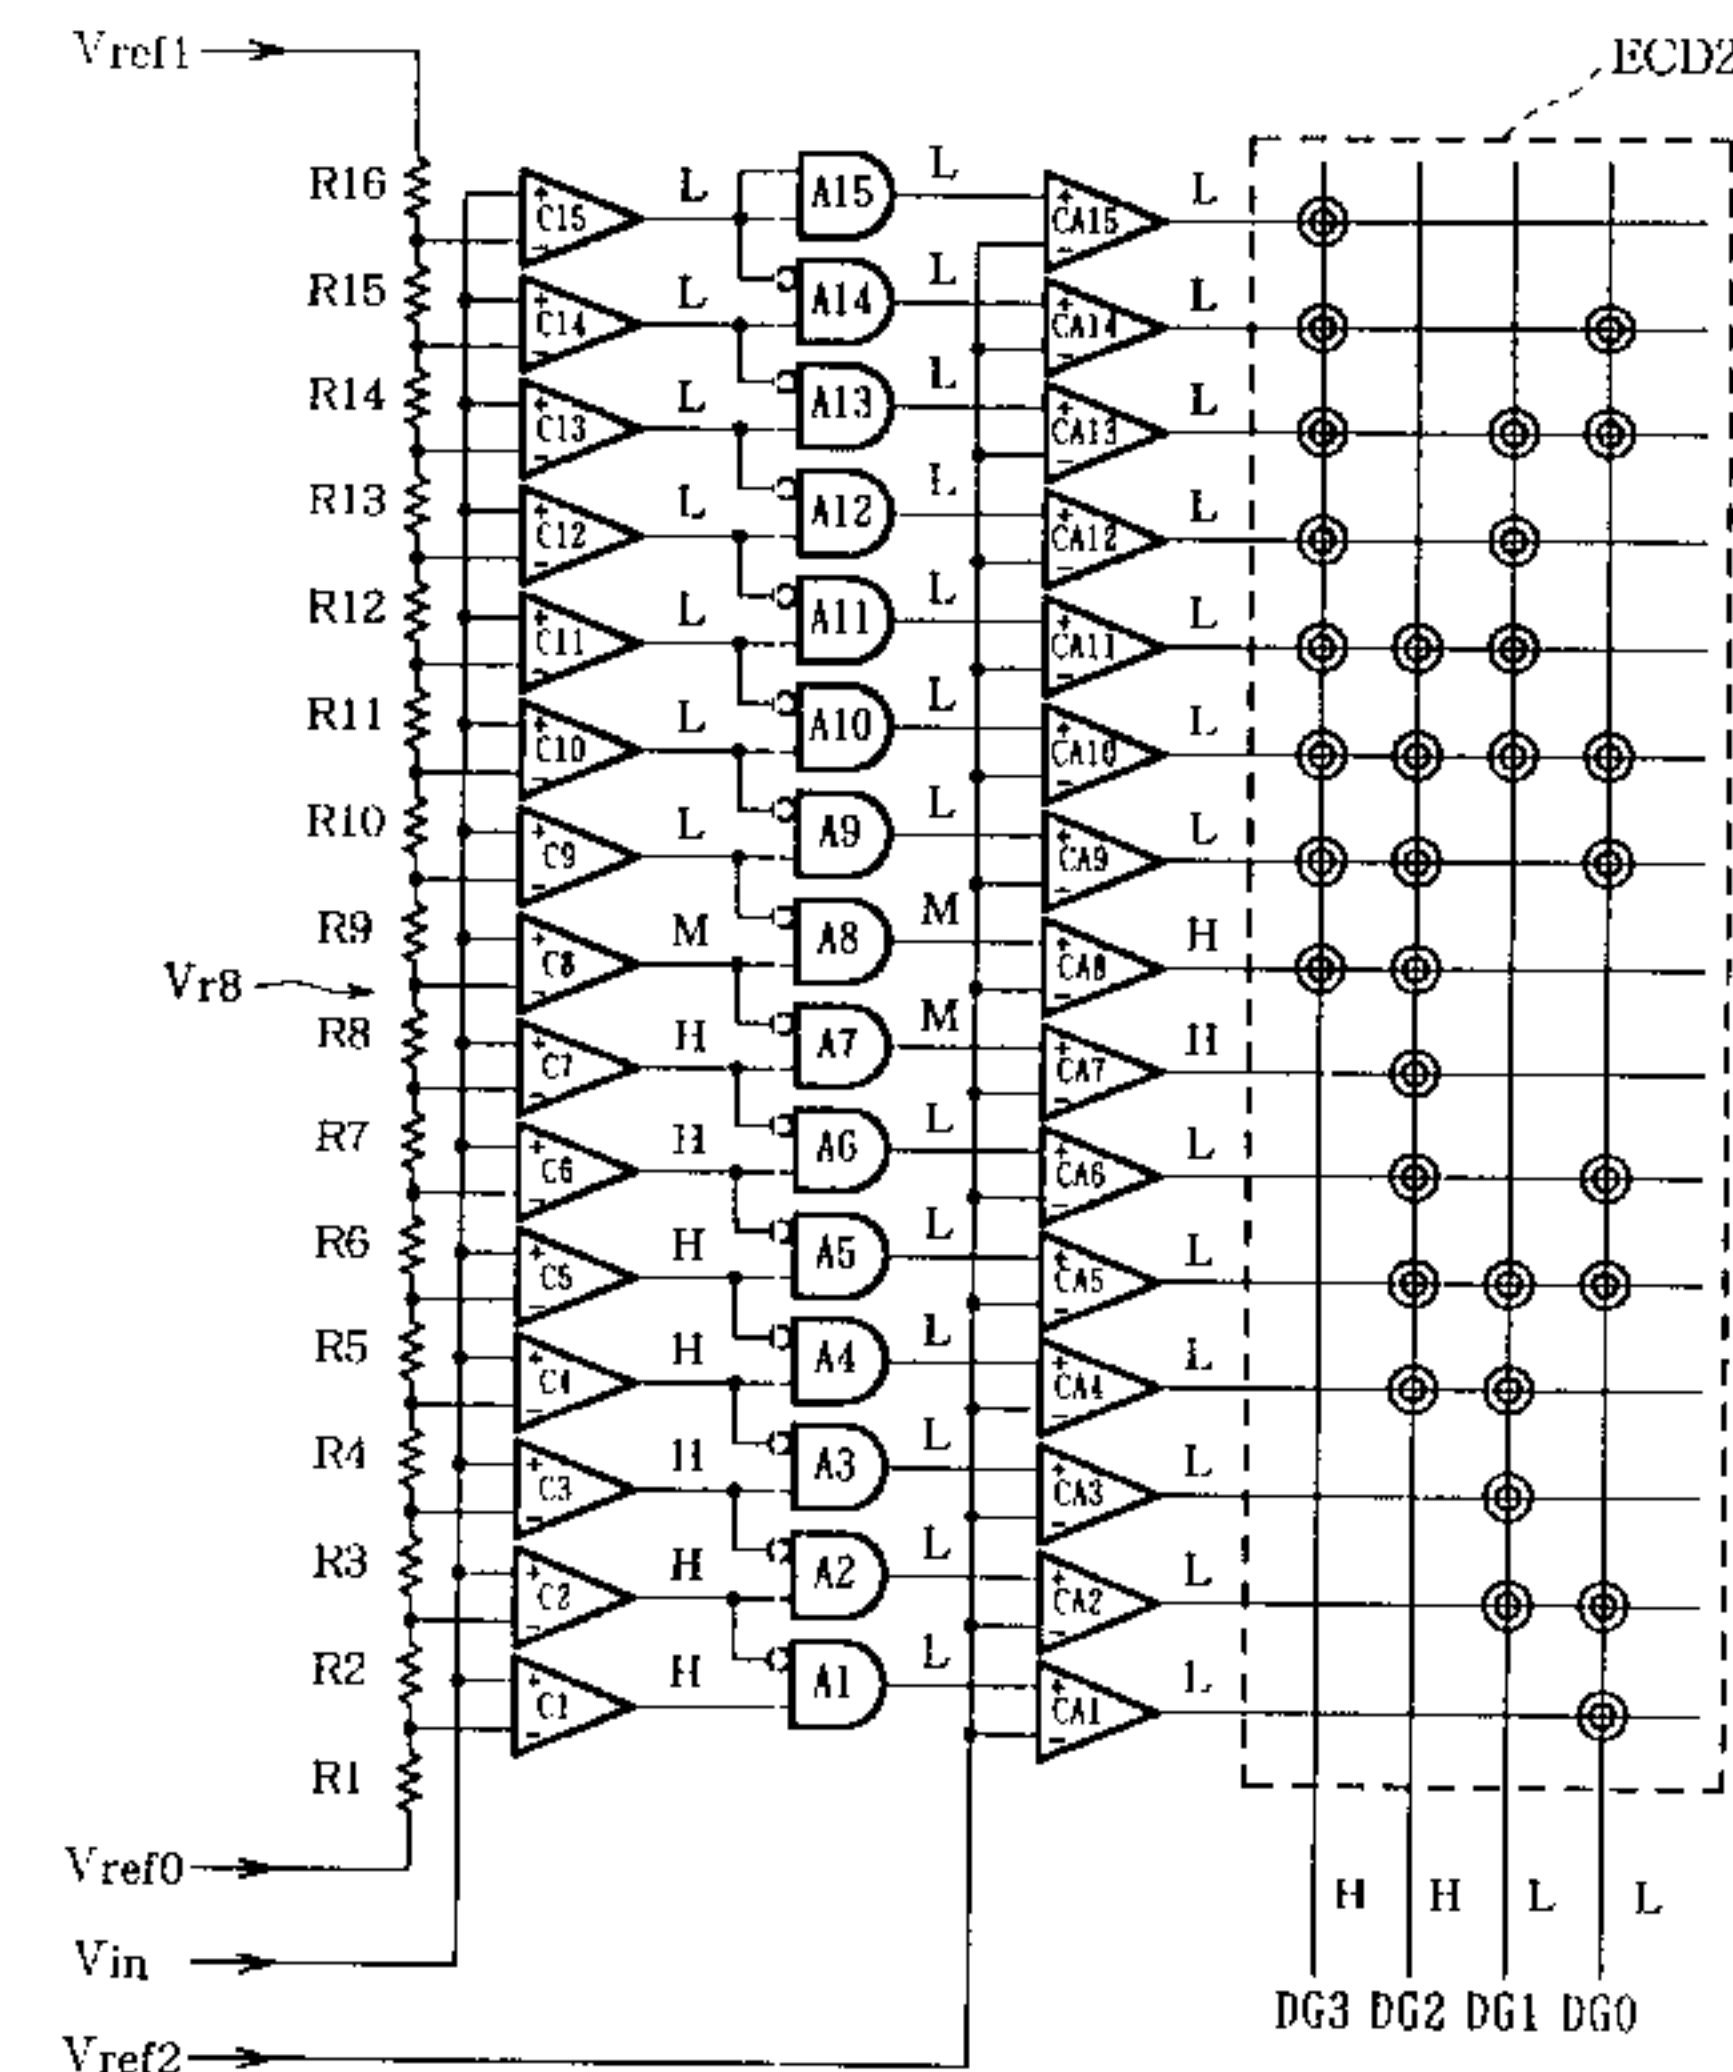 Vref1
ECD2
R16 C15 L A15 L CA15 L
R15 C14 L A14 L CA14 L
R14 C13 L A13 L CA13 L
R13 C12 L A12 L CA12 L
R12 C11 L A11 L CA11 L
R11 C10 L A10 L CA10 L
R10 C9 L A9 L CA9 L
R9 C8 M A8 M CA8 H
Vr8
R8 C7 H A7 M CA7 H
R7 C6 H A6 L CA6 L
R6 C5 H A5 L CA5 L
R5 C4 H A4 L CA4 L
R4 C3 H A3 L CA3 L
R3 C2 H A2 L CA2 L
R2 C1 H A1 L CA1 L
R1
Vref0
H H L L
Vin
DG3 DG2 DG1 DG0
Vref2